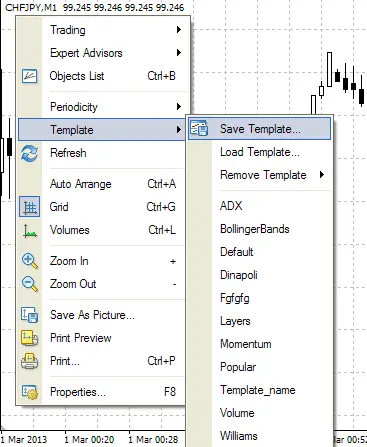 CHFJPY,M1 99.245 99.246 99.245 99.246
Trading
Expert Advisors
Objects List Ctrl+B
Periodicity
Template
Refresh
Auto Arrange Ctrl+A
Grid Ctrl+G
Volumes Ctrl+L
Zoom In +
Zoom Out -
Save As Picture...
Print Preview
Print... Ctrl+P
Properties... F8
Save Template...
Load Template...
Remove Template
ADX
BollingerBands
Default
Dinapoli
Fgfgfg
Layers
Momentum
Popular
Template_name
Volume
Williams
1 Mar 2013 1 Mar 00:20 1 Mar 00:28 00:52